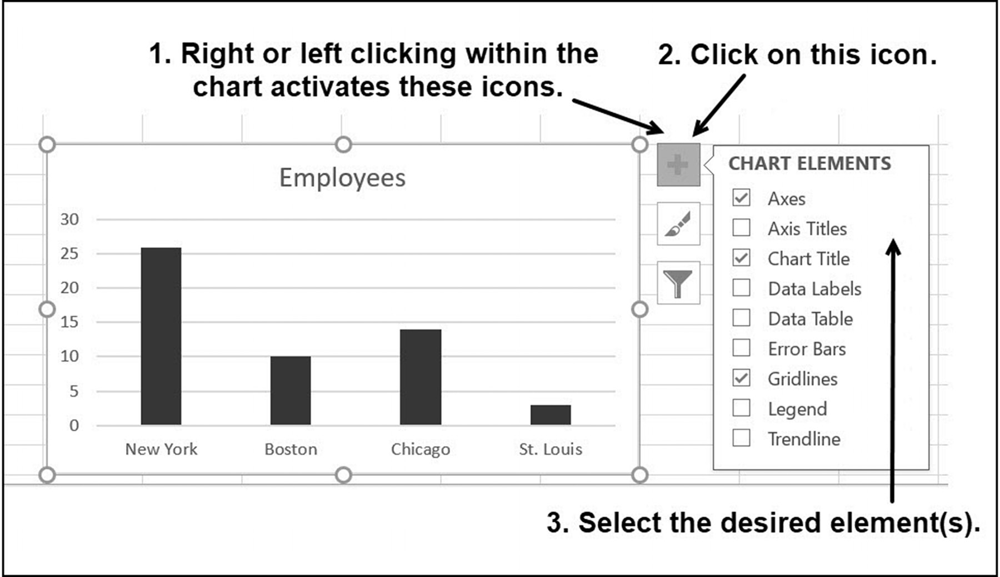 1. Right or left clicking within the
chart activates these icons.
2. Click on this icon.
Employees
30
25
20
15
10
5
0
New York
Boston
Chicago
St. Louis
CHART ELEMENTS
Axes
Axis Titles
Chart Title
Data Labels
Data Table
Error Bars
Gridlines
Legend
Trendline
3. Select the desired element(s).